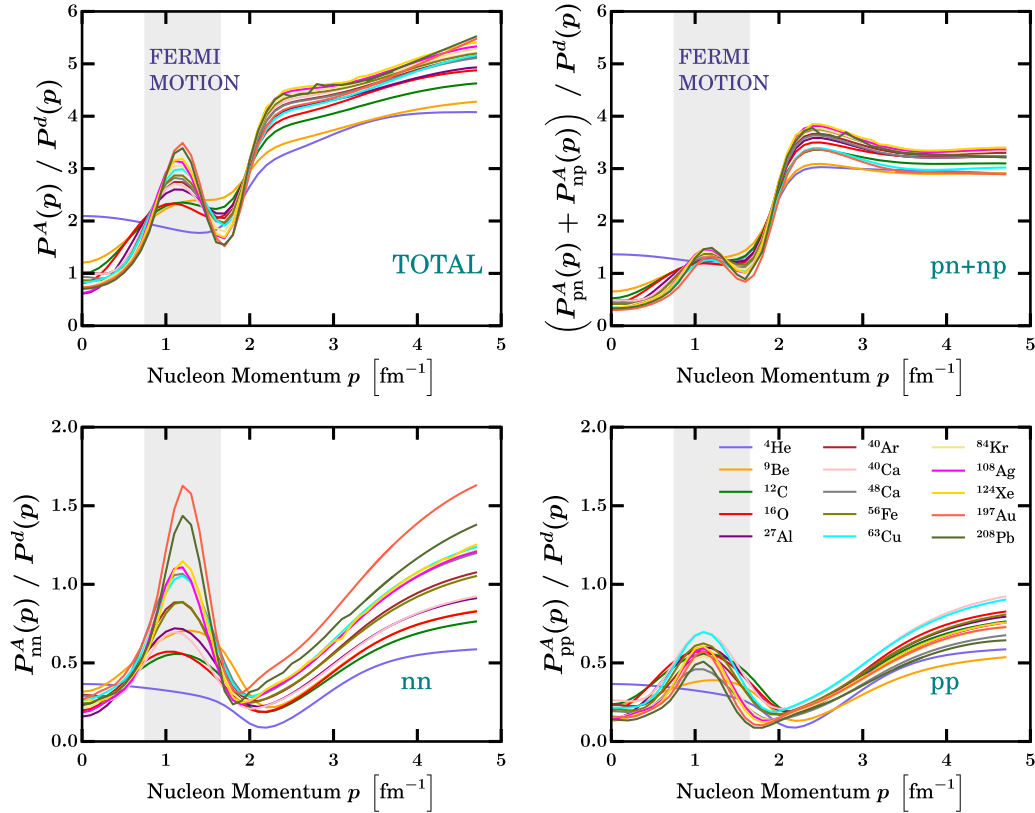 P^A(p) / P^d(p)
6
5
4
3
2
1
0
FERMI
MOTION
TOTAL
0 1 2 3 4 5
Nucleon Momentum p [fm⁻¹]
(P^A_pn(p) + P^A_np(p)) / P^d(p)
6
5
4
3
2
1
0
FERMI
MOTION
pn+np
0 1 2 3 4 5
Nucleon Momentum p [fm⁻¹]
P^A_nn(p) / P^d(p)
2.0
1.5
1.0
0.5
0.0
nn
0 1 2 3 4 5
Nucleon Momentum p [fm⁻¹]
P^A_pp(p) / P^d(p)
2.0
1.5
1.0
0.5
0.0
⁴He ⁴⁰Ar ⁸⁴Kr
⁹Be ⁴⁰Ca ¹⁰⁸Ag
¹²C ⁴⁸Ca ¹²⁴Xe
¹⁶O ⁵⁶Fe ¹⁹⁷Au
²⁷Al ⁶³Cu ²⁰⁸Pb
pp
0 1 2 3 4 5
Nucleon Momentum p [fm⁻¹]